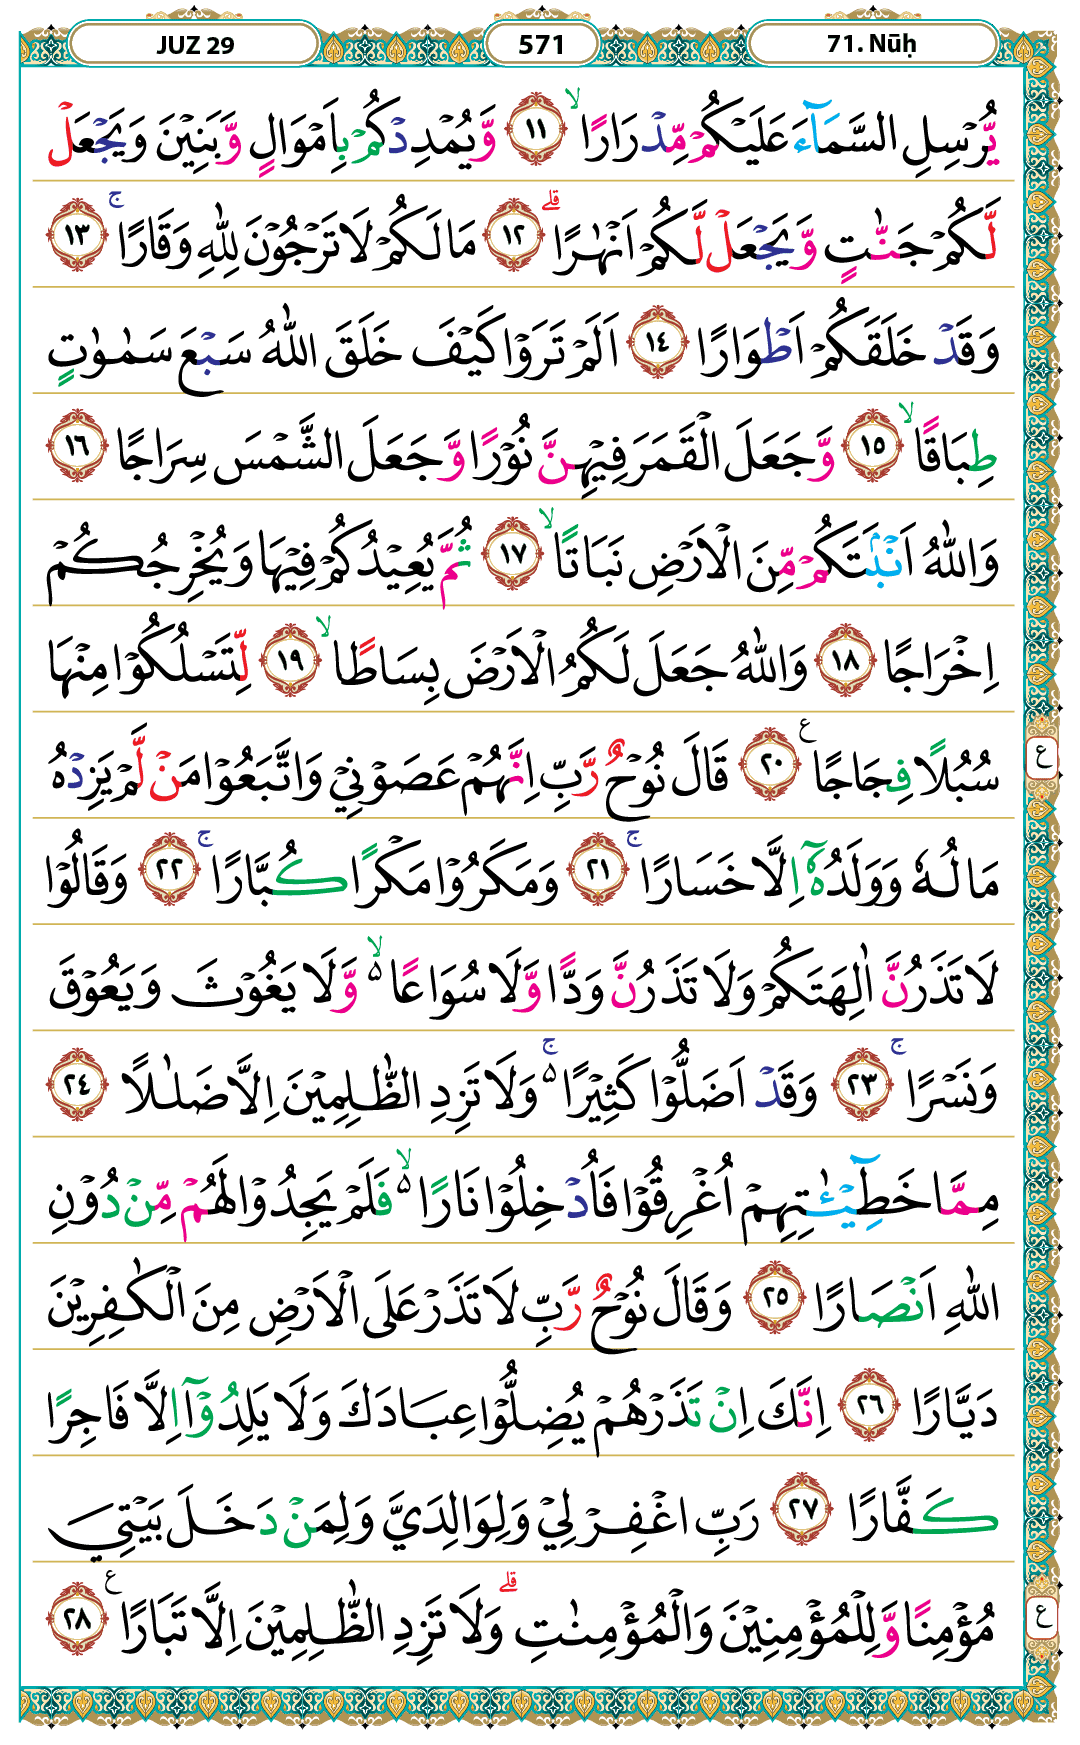 JUZ 29 571 71. Nūḥ
يُّرْسِلِ السَّمَآءَ عَلَيْكُمْ مِّدْرَارًا ۙ ١١ وَّيُمْدِدْكُمْ بِاَمْوَالٍ وَّبَنِيْنَ وَيَجْعَلْ
لَّكُمْ جَنّٰتٍ وَّيَجْعَلْ لَّكُمْ اَنْهٰرًا ۗ ١٢ مَا لَكُمْ لَا تَرْجُوْنَ لِلّٰهِ وَقَارًا ۚ ١٣
وَقَدْ خَلَقَكُمْ اَطْوَارًا ١٤ اَلَمْ تَرَوْا كَيْفَ خَلَقَ اللّٰهُ سَبْعَ سَمٰوٰتٍ
طِبَاقًا ۙ ١٥ وَّجَعَلَ الْقَمَرَ فِيْهِنَّ نُوْرًا وَّجَعَلَ الشَّمْسَ سِرَاجًا ١٦
وَاللّٰهُ اَنْۢبَتَكُمْ مِّنَ الْاَرْضِ نَبَاتًا ۙ ١٧ ثُمَّ يُعِيْدُكُمْ فِيْهَا وَيُخْرِجُكُمْ
اِخْرَاجًا ١٨ وَاللّٰهُ جَعَلَ لَكُمُ الْاَرْضَ بِسَاطًا ۙ ١٩ لِّتَسْلُكُوْا مِنْهَا
سُبُلًا فِجَاجًا ع ٢٠ قَالَ نُوْحٌ رَّبِّ اِنَّهُمْ عَصَوْنِيْ وَاتَّبَعُوْا مَنْ لَّمْ يَزِدْهُ
ع
مَالُهٗ وَوَلَدُهٗٓ اِلَّا خَسَارًا ۚ ٢١ وَمَكَرُوْا مَكْرًا كُبَّارًا ۚ ٢٢ وَقَالُوْا
لَا تَذَرُنَّ اٰلِهَتَكُمْ وَلَا تَذَرُنَّ وَدًّا وَّلَا سُوَاعًا ۙ۵ وَّلَا يَغُوْثَ وَيَعُوْقَ
وَنَسْرًا ۚ ٢٣ وَقَدْ اَضَلُّوْا كَثِيْرًا ۚ۵ وَلَا تَزِدِ الظّٰلِمِيْنَ اِلَّا ضَلٰلًا ٢٤
مِمَّا خَطِيْٓـٰٔتِهِمْ اُغْرِقُوْا فَاُدْخِلُوْا نَارًا ۙ۵ فَلَمْ يَجِدُوْا لَهُمْ مِّنْ دُوْنِ
اللّٰهِ اَنْصَارًا ٢٥ وَقَالَ نُوْحٌ رَّبِّ لَا تَذَرْ عَلَى الْاَرْضِ مِنَ الْكٰفِرِيْنَ
دَيَّارًا ٢٦ اِنَّكَ اِنْ تَذَرْهُمْ يُضِلُّوْا عِبَادَكَ وَلَا يَلِدُوْٓا اِلَّا فَاجِرًا
كَفَّارًا ٢٧ رَبِّ اغْفِرْ لِيْ وَلِوَالِدَيَّ وَلِمَنْ دَخَلَ بَيْتِيَ
مُؤْمِنًا وَّلِلْمُؤْمِنِيْنَ وَالْمُؤْمِنٰتِ ۗ وَلَا تَزِدِ الظّٰلِمِيْنَ اِلَّا تَبَارًا ع ٢٨
ع